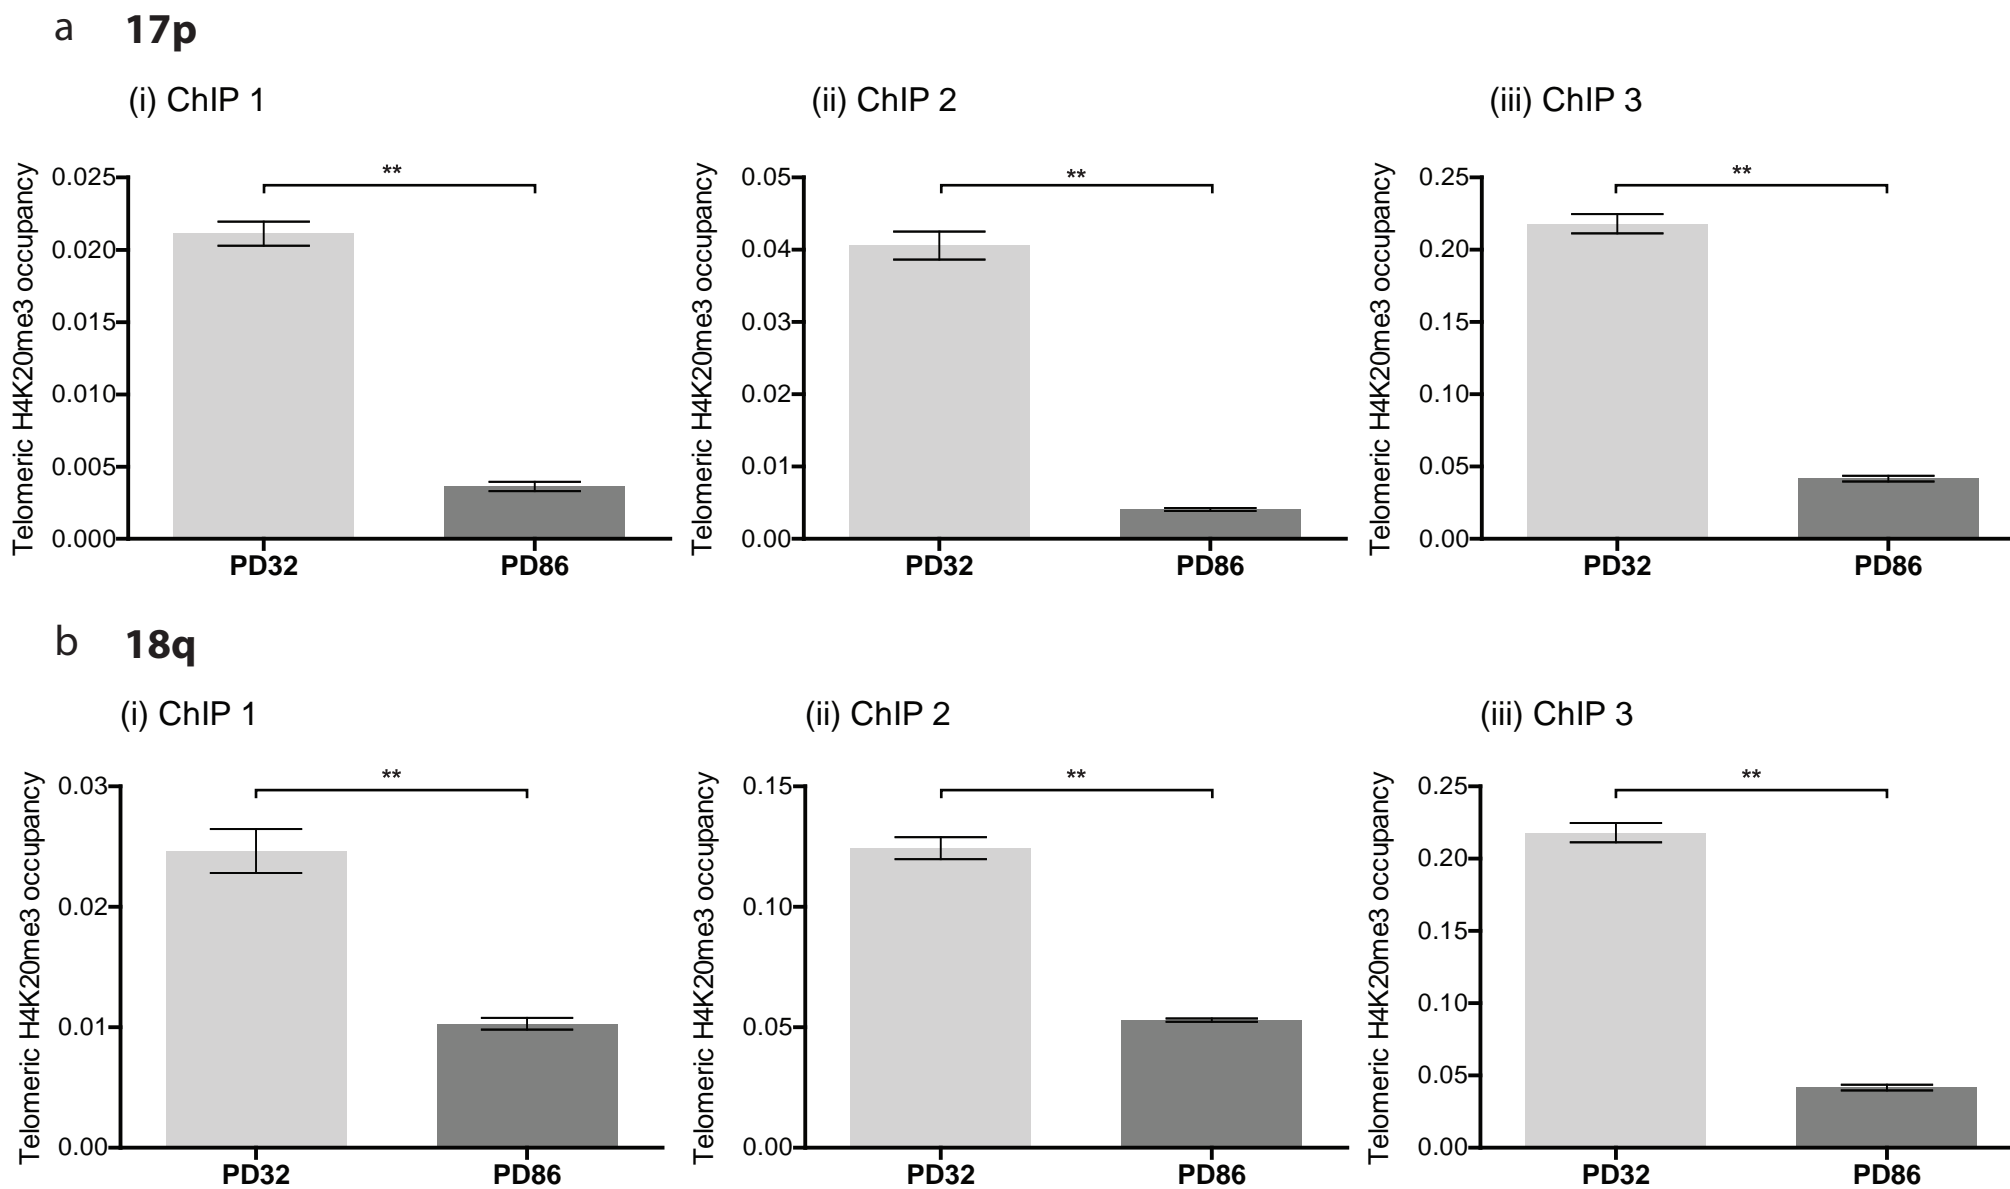 a 17p
(i) ChIP 1
Telomeric H4K20me3 occupancy
0.025
0.020
0.015
0.010
0.005
0.000
**
PD32 PD86
(ii) ChIP 2
Telomeric H4K20me3 occupancy
0.05
0.04
0.03
0.02
0.01
0.00
**
PD32 PD86
(iii) ChIP 3
Telomeric H4K20me3 occupancy
0.25
0.20
0.15
0.10
0.05
0.00
**
PD32 PD86
b 18q
(i) ChIP 1
Telomeric H4K20me3 occupancy
0.03
0.02
0.01
0.00
**
PD32 PD86
(ii) ChIP 2
Telomeric H4K20me3 occupancy
0.15
0.10
0.05
0.00
**
PD32 PD86
(iii) ChIP 3
Telomeric H4K20me3 occupancy
0.25
0.20
0.15
0.10
0.05
0.00
**
PD32 PD86